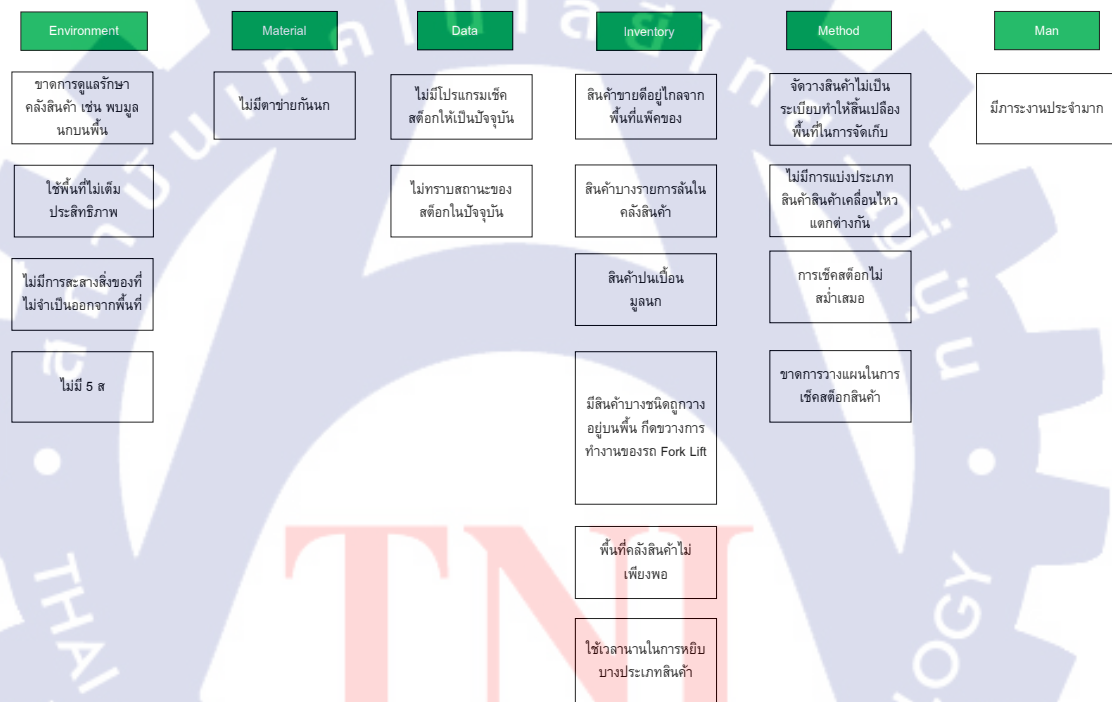 Environment
ขาดการดูแลรักษา
คลังสินค้า เช่น พบมูล
นกบนพื้น
ใช้พื้นที่ไม่เต็ม
ประสิทธิภาพ
ไม่มีการสะสางสิ่งของที่
ไม่จำเป็นออกจากพื้นที่
ไม่มี 5 ส
Material
ไม่มีตาข่ายกันนก
Data
ไม่มีโปรแกรมเช็ค
สต็อกให้เป็นปัจจุบัน
ไม่ทราบสถานะของ
สต็อกในปัจจุบัน
Inventory
สินค้าขายดีอยู่ไกลจาก
พื้นที่แพ็คของ
สินค้าบางรายการล้นใน
คลังสินค้า
สินค้าปนเปื้อน
มูลนก
มีสินค้าบางชนิดถูกวาง
อยู่บนพื้น กีดขวางการ
ทำงานของรถ Fork Lift
พื้นที่คลังสินค้าไม่
เพียงพอ
ใช้เวลานานในการหยิบ
บางประเภทสินค้า
Method
จัดวางสินค้าไม่เป็น
ระเบียบทำให้สิ้นเปลือง
พื้นที่ในการจัดเก็บ
ไม่มีการแบ่งประเภท
สินค้าสินค้าเคลื่อนไหว
แตกต่างกัน
การเช็คสต็อกไม่
สม่ำเสมอ
ขาดการวางแผนในการ
เช็คสต็อกสินค้า
Man
มีภาระงานประจำมาก
TNI
THAI